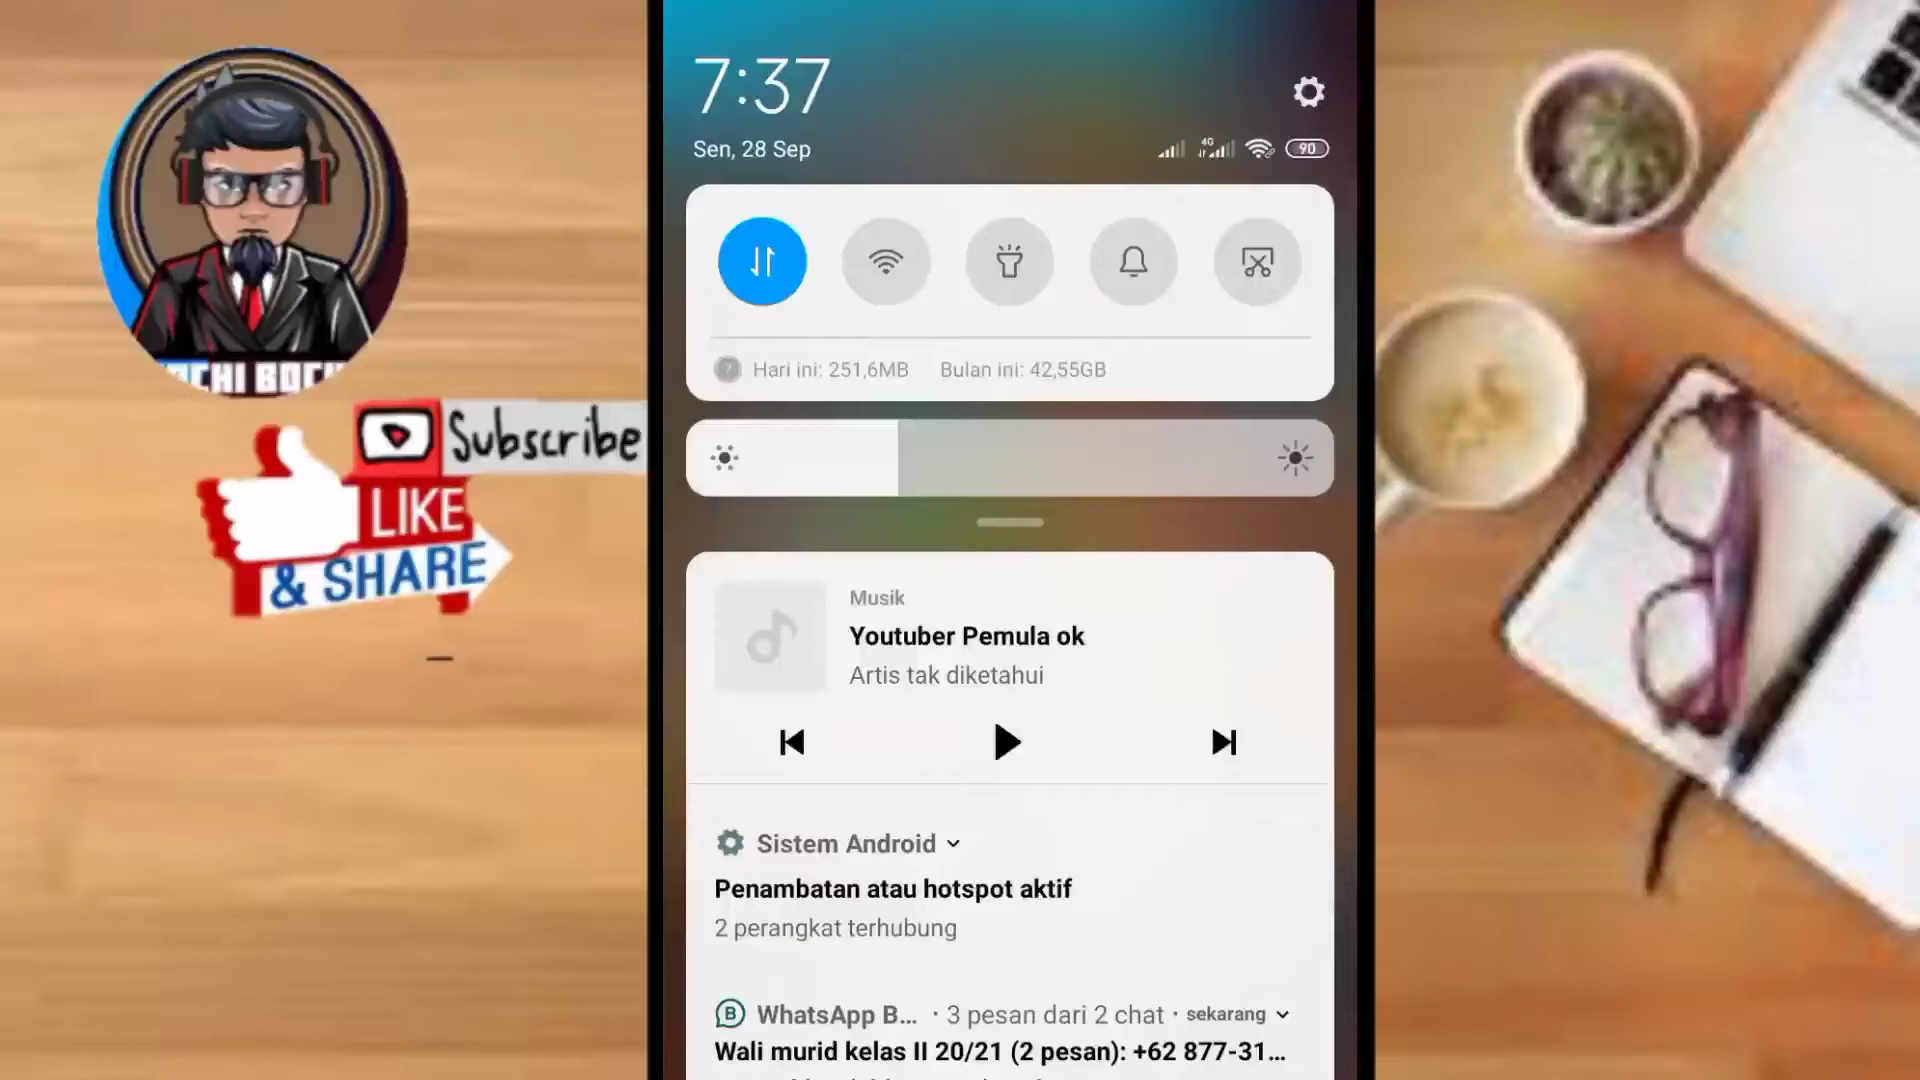 7:37
Sen, 28 Sep
4G
90
Hari ini: 251,6MB Bulan ini: 42,55GB
Subscribe
LIKE
& SHARE
Musik
Youtuber Pemula ok
Artis tak diketahui
Sistem Android
Penambatan atau hotspot aktif
2 perangkat terhubung
B WhatsApp B... · 3 pesan dari 2 chat · sekarang
Wali murid kelas II 20/21 (2 pesan): +62 877-31...